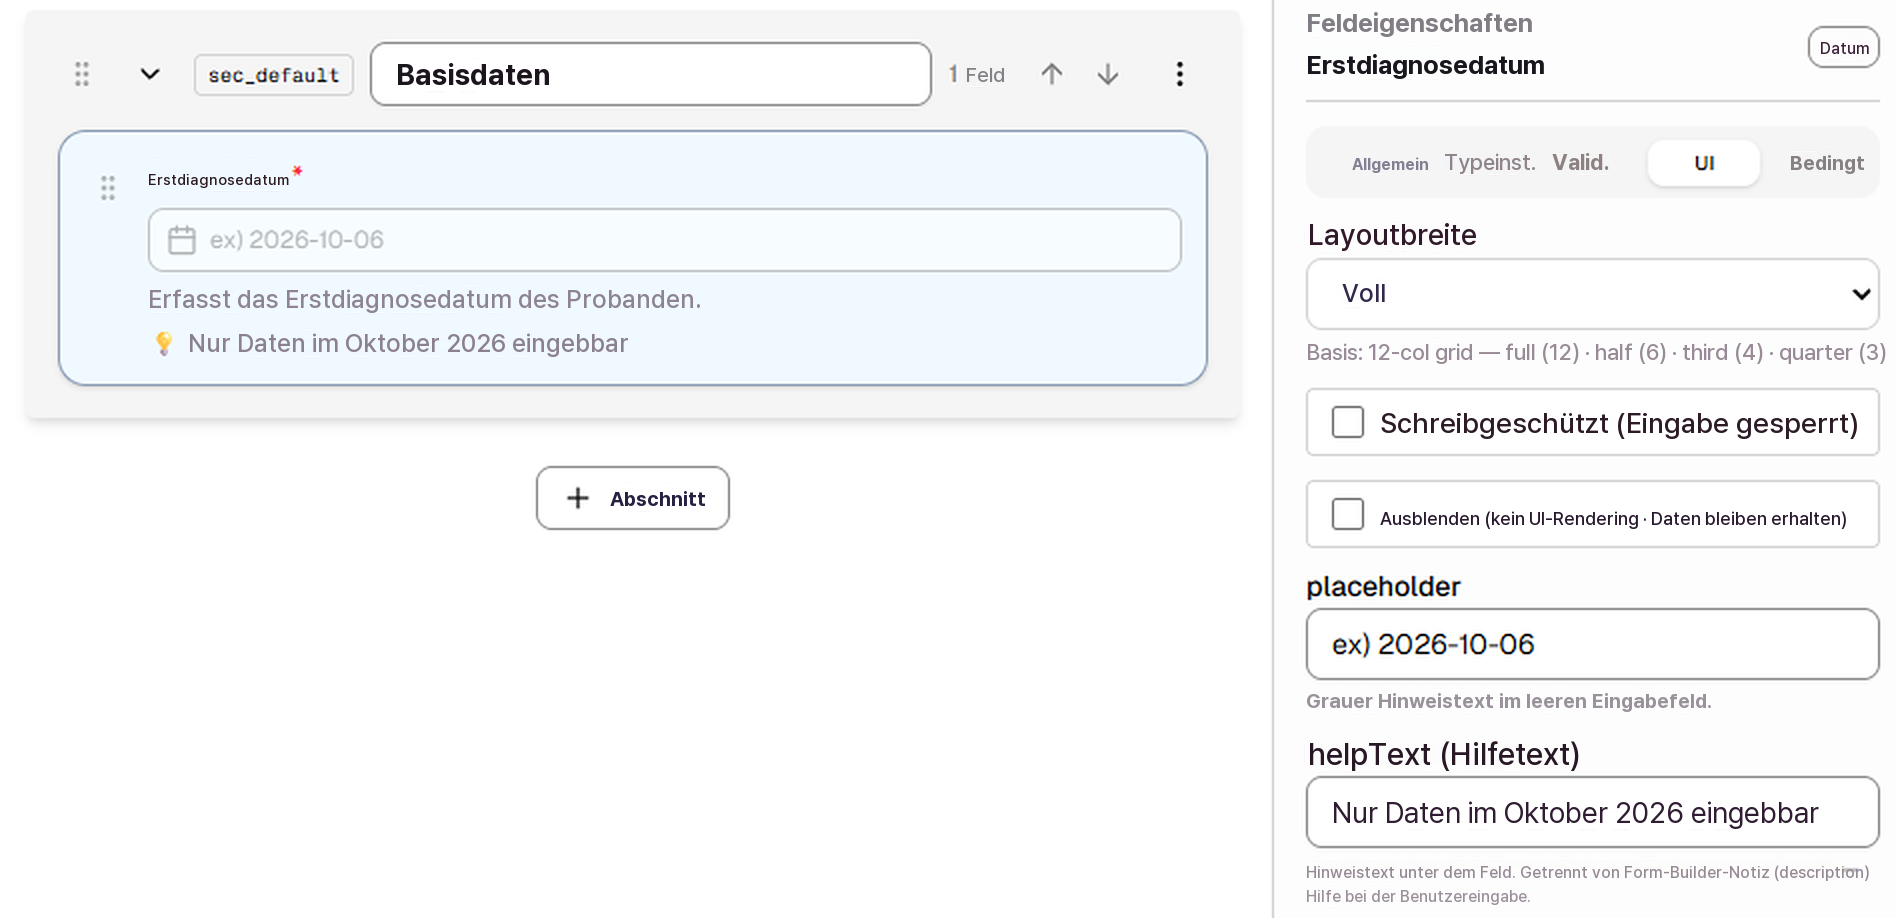 sec_default
Basisdaten
1 Feld
Erstdiagnosedatum*
ex) 2026-10-06
Erfasst das Erstdiagnosedatum des Probanden.
Nur Daten im Oktober 2026 eingebbar
+ Abschnitt
Feldeigenschaften
Erstdiagnosedatum
Datum
Allgemein Typeinst. Valid. UI Bedingt
Layoutbreite
Voll
Basis: 12-col grid — full (12) · half (6) · third (4) · quarter (3)
Schreibgeschützt (Eingabe gesperrt)
Ausblenden (kein UI-Rendering · Daten bleiben erhalten)
placeholder
ex) 2026-10-06
Grauer Hinweistext im leeren Eingabefeld.
helpText (Hilfetext)
Nur Daten im Oktober 2026 eingebbar
Hinweistext unter dem Feld. Getrennt von Form-Builder-Notiz (description)
Hilfe bei der Benutzereingabe.